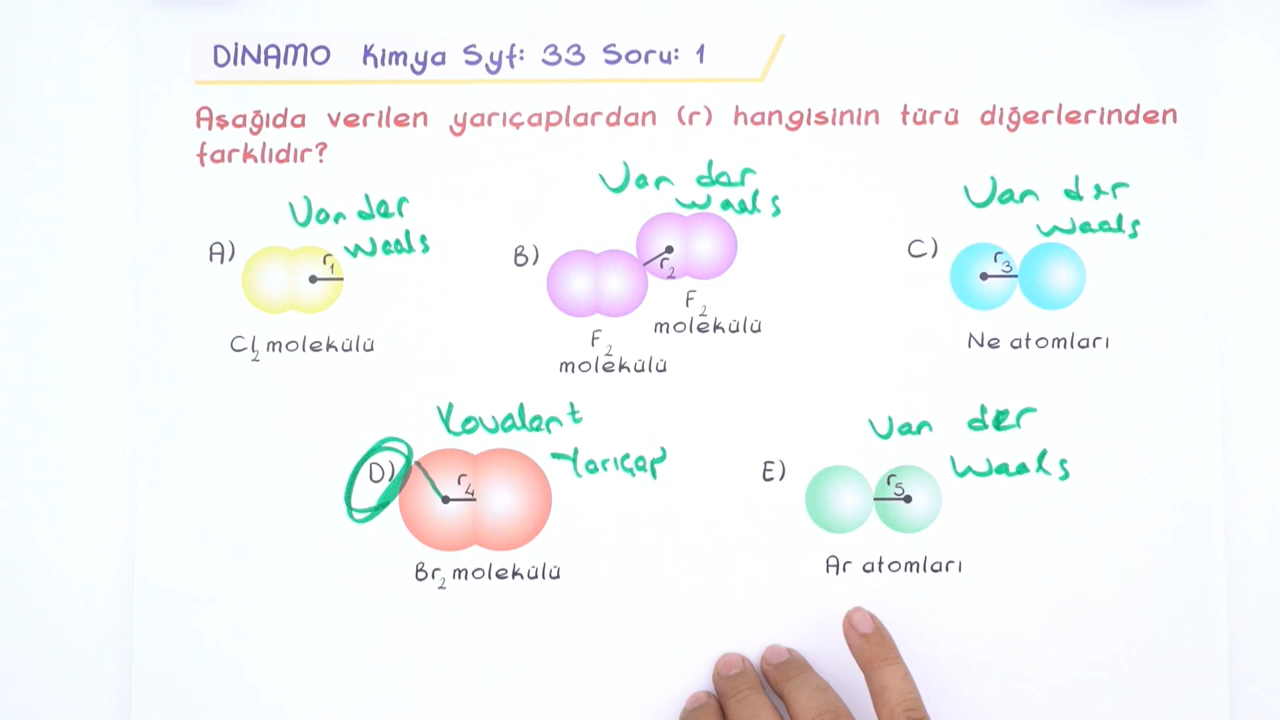 DİNAMO Kimya Syf: 33 Soru: 1
Aşağıda verilen yarıçaplardan (r) hangisinin türü diğerlerinden
farklıdır?
Van der
Waals
A)
r1
Cl2 molekülü
Van der
Waals
B)
r2
F2
molekülü
F2
molekülü
Van der
Waals
C)
r3
Ne atomları
Kovalent
Yarıçap
D)
r4
Br2 molekülü
Van der
Waals
E)
r5
Ar atomları